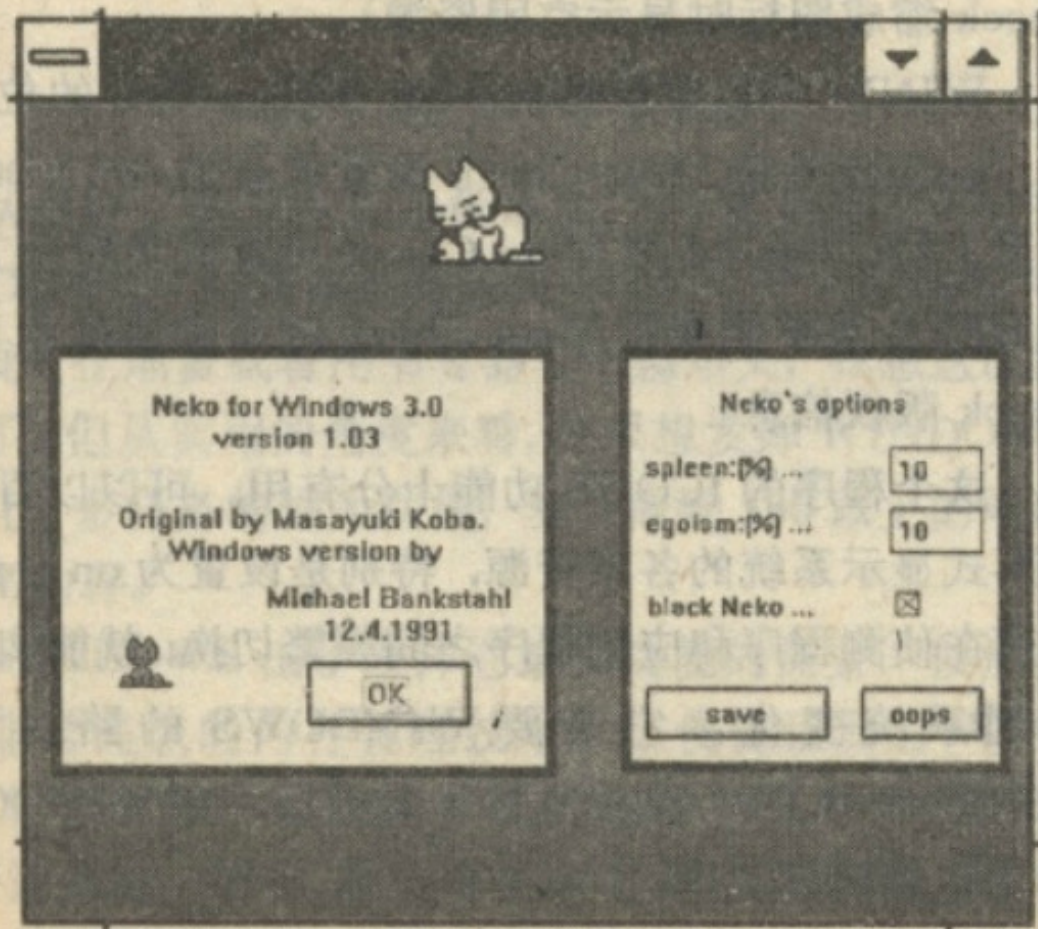 Neko for Windows 3.0
version 1.03
Original by Masayuki Koba.
Windows version by
Michael Bankstahl
12.4.1991
OK
Neko's options
spleen:[%] ... 10
egoism:[%] ... 10
black Neko ...
save oops